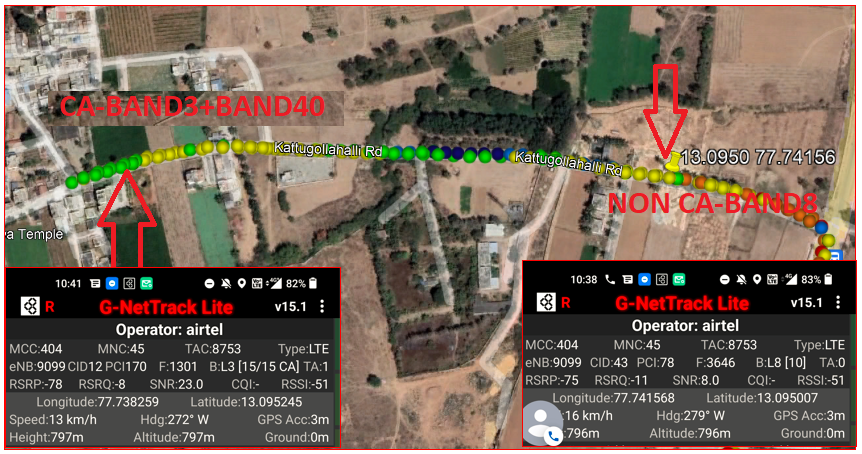 CA-BAND3+BAND40
Kattugollahalli Rd
Kattugollahalli Rd
13.0950 77.74156
NON CA-BAND8
a Temple
10:41
82%
R G-NetTrack Lite v15.1
Operator: airtel
MCC:404 MNC:45 TAC:8753 Type:LTE
eNB:9099 CID12 PCI170 F:1301 B:L3 [15/15 CA] TA:1
RSRP:-78 RSRQ:-8 SNR:23.0 CQI:- RSSI:-51
Longitude:77.738259 Latitude:13.095245
Speed:13 km/h Hdg:272° W GPS Acc:3m
Height:797m Altitude:797m Ground:0m
10:38
4G
83%
R G-NetTrack Lite v15.1
Operator: airtel
MCC:404 MNC:45 TAC:8753 Type:LTE
eNB:9099 CID:43 PCI:78 F:3646 B:L8 [10] TA:0
RSRP:-75 RSRQ:-11 SNR:8.0 CQI:- RSSI:-51
Longitude:77.741568 Latitude:13.095007
:16 km/h Hdg:279° W GPS Acc:3m
:796m Altitude:796m Ground:0m